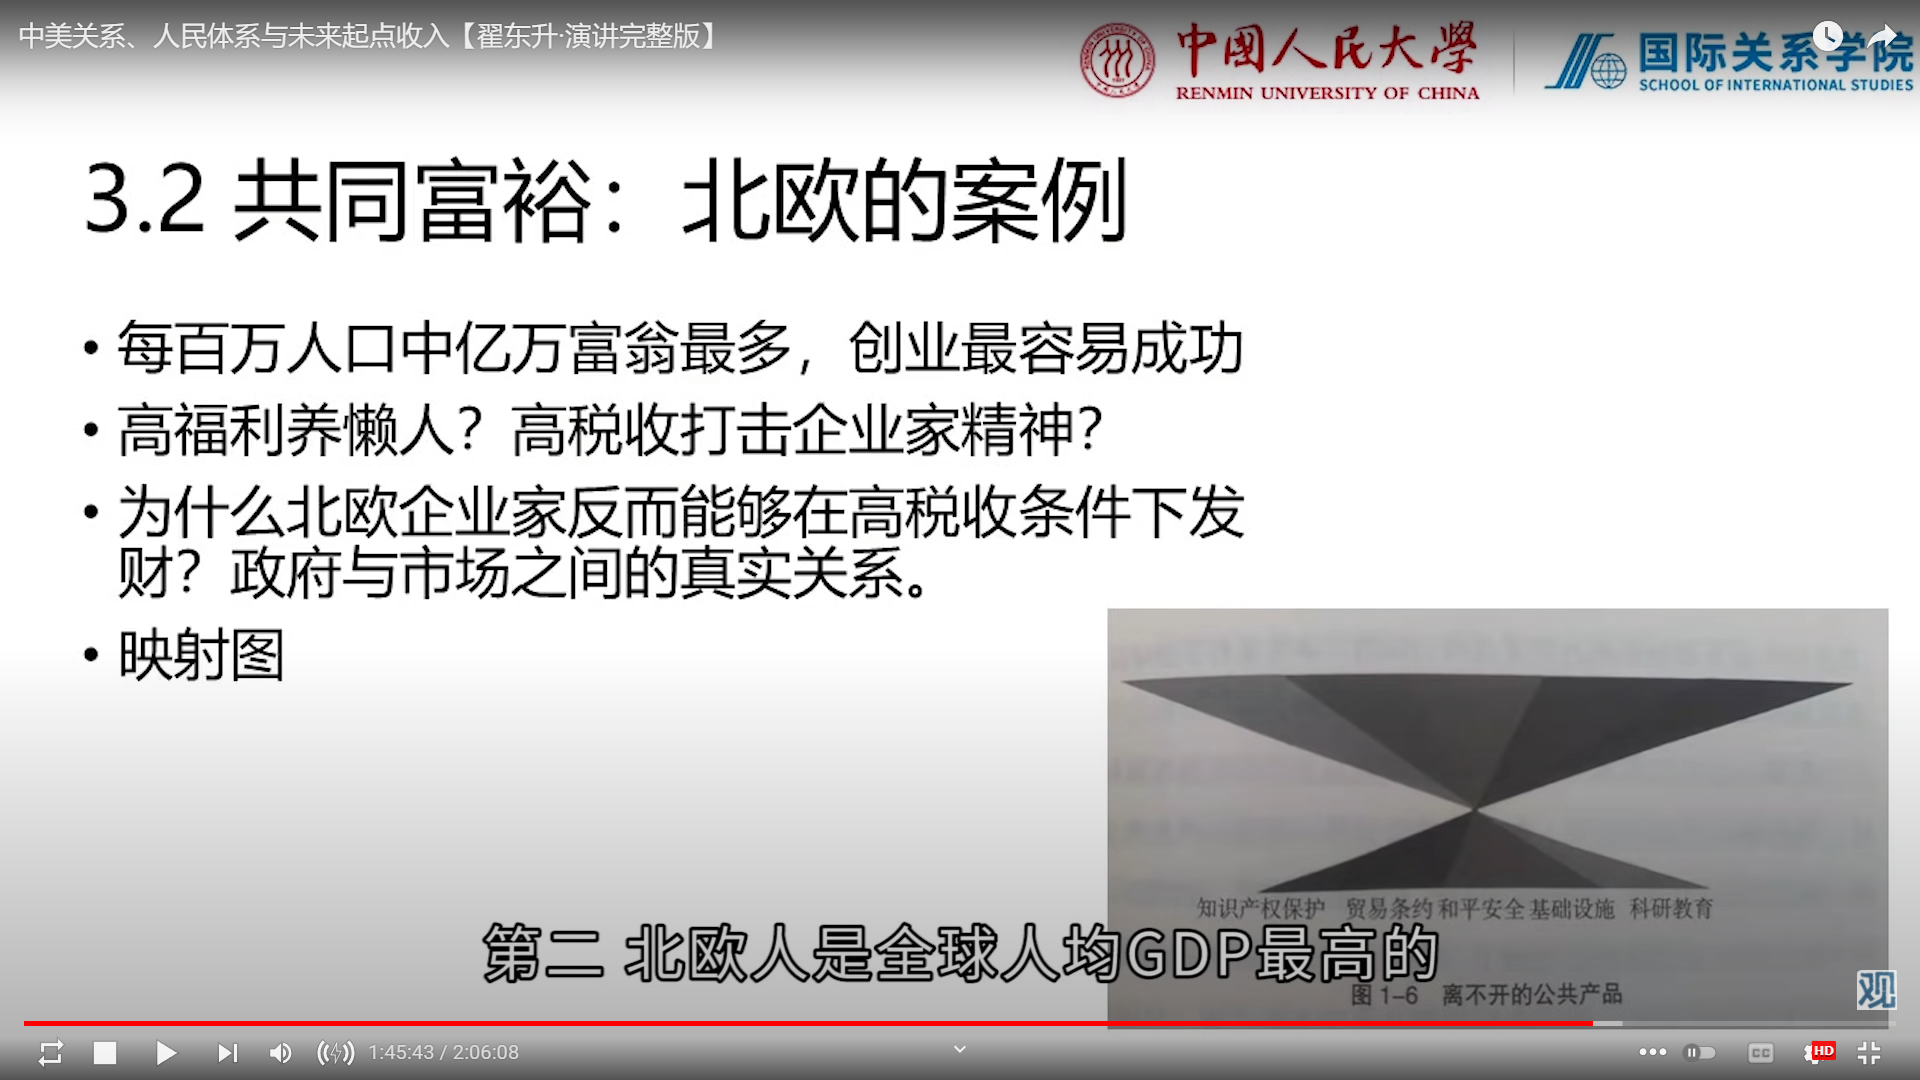 中美关系、人民体系与未来起点收入【翟东升·演讲完整版】
中國人民大學
RENMIN UNIVERSITY OF CHINA
国际关系学院
SCHOOL OF INTERNATIONAL STUDIES
3.2 共同富裕：北欧的案例
• 每百万人口中亿万富翁最多，创业最容易成功
• 高福利养懒人？高税收打击企业家精神？
• 为什么北欧企业家反而能够在高税收条件下发
财？政府与市场之间的真实关系。
• 映射图
知识产权保护 贸易条约 和平安全 基础设施 科研教育
第二 北欧人是全球人均GDP最高的
图 1-6 离不开的公共产品
观
1:45:43 / 2:06:08
CC
HD